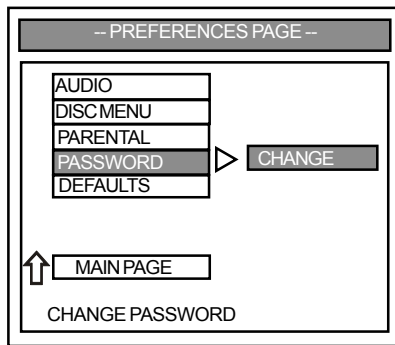 -- PREFERENCES PAGE --
AUDIO
DISC MENU
PARENTAL
PASSWORD
CHANGE
DEFAULTS
MAIN PAGE
CHANGE PASSWORD